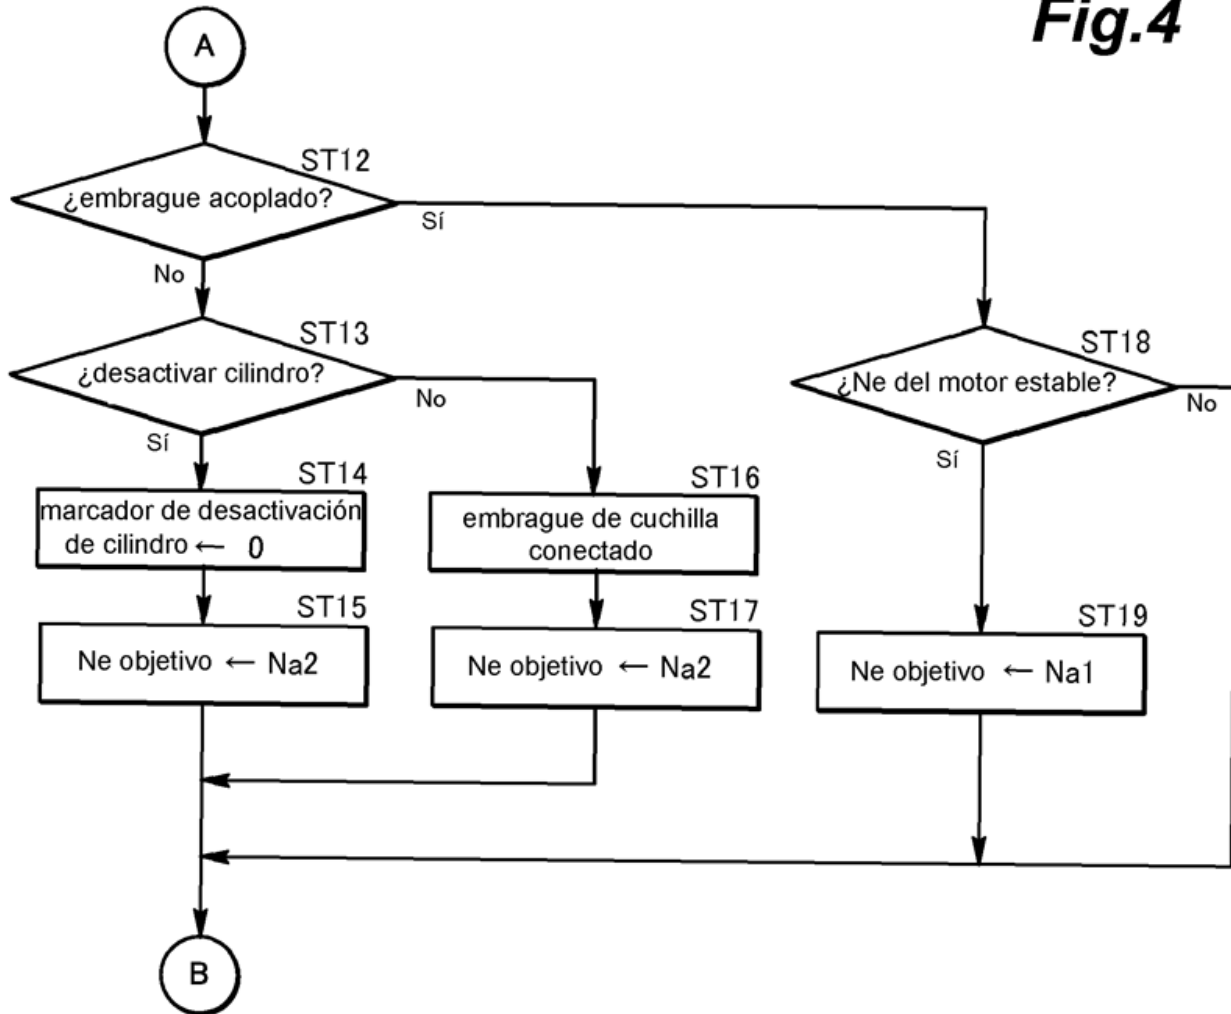 Fig.4
A
ST12
¿embrague acoplado?
Sí
No
ST13
¿desactivar cilindro?
No
Sí
ST18
¿Ne del motor estable?
No
Sí
ST14
marcador de desactivación
de cilindro ← 0
ST16
embrague de cuchilla
conectado
ST15
Ne objetivo ← Na2
ST17
Ne objetivo ← Na2
ST19
Ne objetivo ← Na1
B